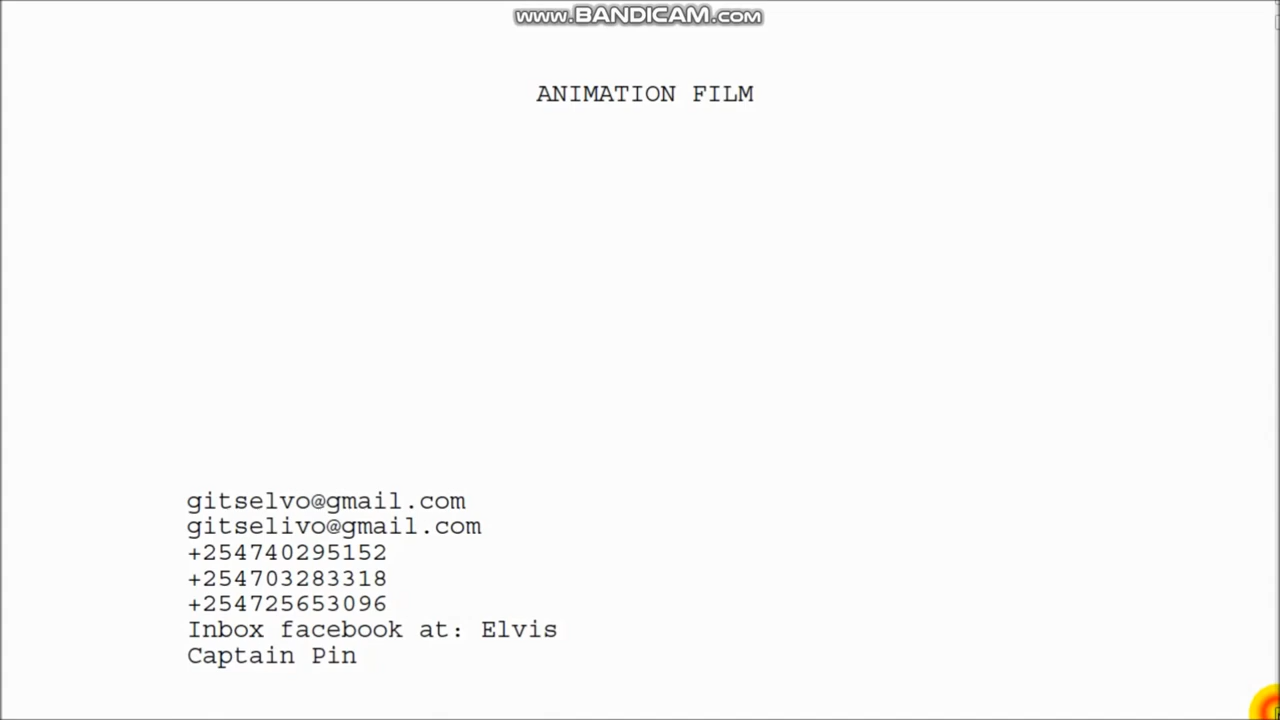 www.BANDICAM.com
ANIMATION FILM
gitselvo@gmail.com
gitselivo@gmail.com
+254740295152
+254703283318
+254725653096
Inbox facebook at: Elvis
Captain Pin